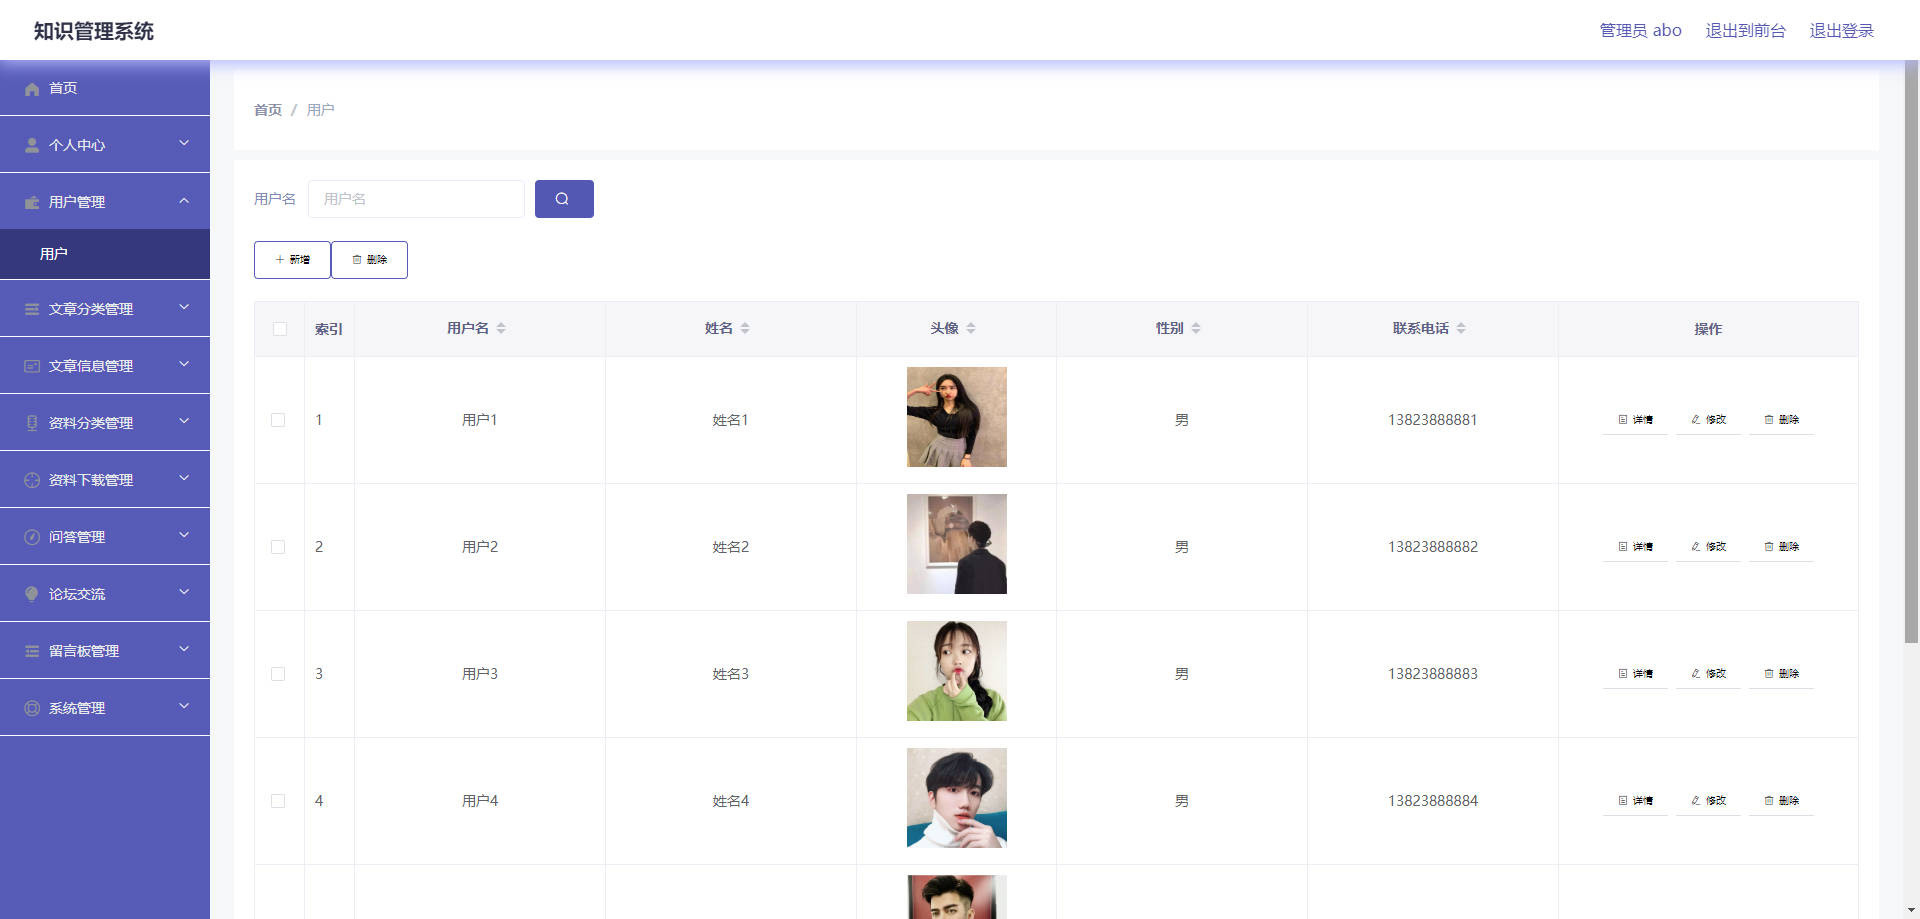 知识管理系统
管理员 abo 退出到前台 退出登录
首页
个人中心
用户管理
用户
文章分类管理
文章信息管理
资料分类管理
资料下载管理
问答管理
论坛交流
留言板管理
系统管理
首页 / 用户
用户名 用户名
新增 删除
索引 用户名 姓名 头像 性别 联系电话 操作
1 用户1 姓名1 男 13823888881 详情 修改 删除
2 用户2 姓名2 男 13823888882 详情 修改 删除
3 用户3 姓名3 男 13823888883 详情 修改 删除
4 用户4 姓名4 男 13823888884 详情 修改 删除